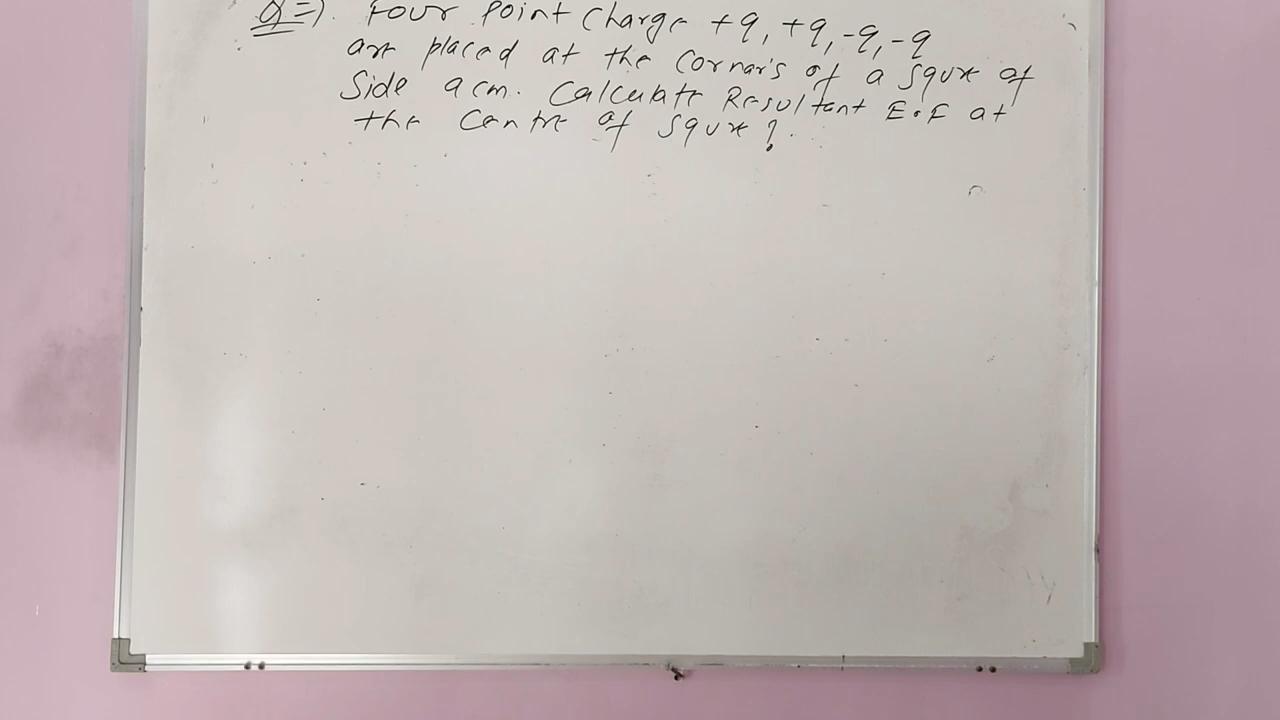 Q=). Four Point Charge +q, +q, -q, -q
are placed at the Cornar's of a Squre of
Side a cm. Calculate Resultant E.F at
the Centre of Squre ?.